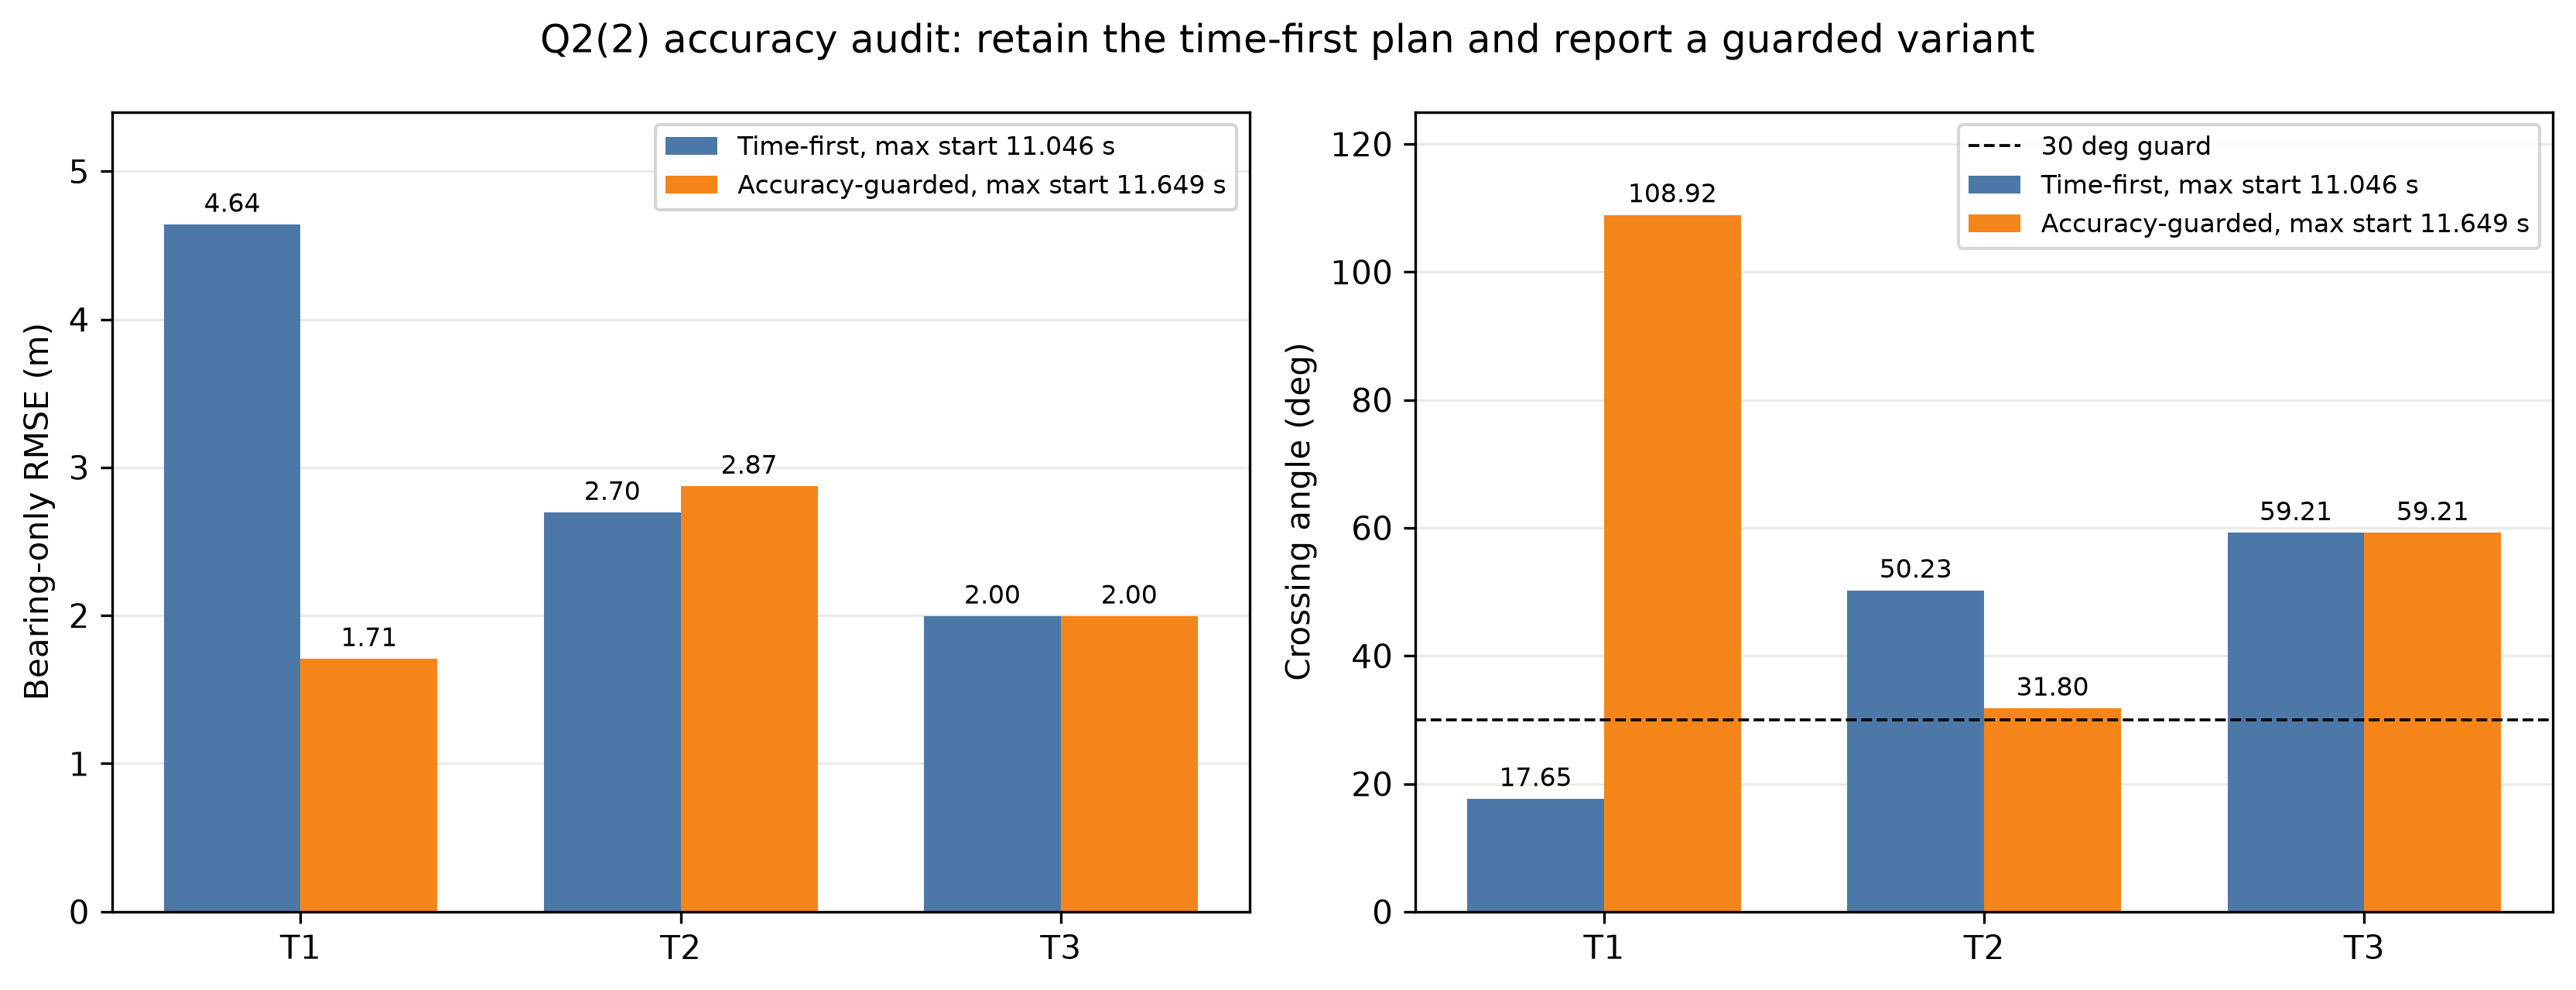 Q2(2) accuracy audit: retain the time-first plan and report a guarded variant
Bearing-only RMSE (m)
5
4
3
2
1
0
Time-first, max start 11.046 s
Accuracy-guarded, max start 11.649 s
4.64
1.71
2.70
2.87
2.00
2.00
T1
T2
T3
Crossing angle (deg)
120
100
80
60
40
20
0
30 deg guard
Time-first, max start 11.046 s
Accuracy-guarded, max start 11.649 s
17.65
108.92
50.23
31.80
59.21
59.21
T1
T2
T3